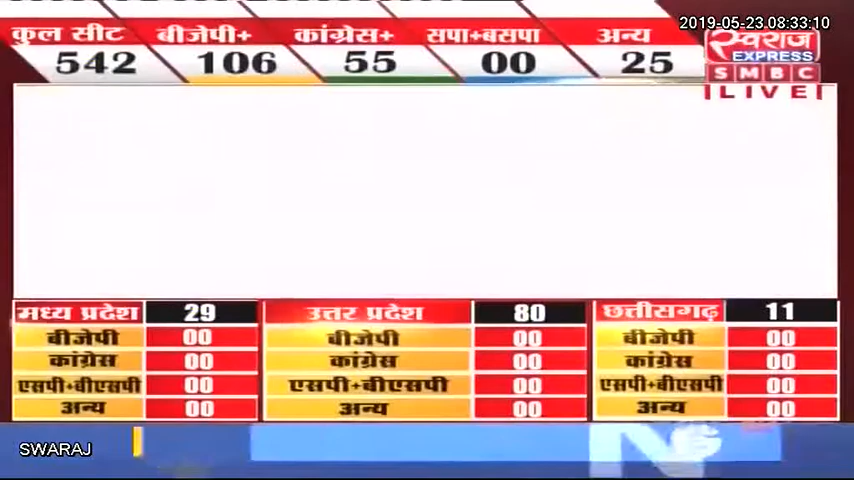 2019-05-23 08:33:10
कुल सीट बीजेपी+ कांग्रेस+ सपा+बसपा अन्य
542 106 55 00 25
स्वराज
EXPRESS
SMBC
LIVE
मध्य प्रदेश 29 उत्तर प्रदेश 80 छत्तीसगढ़ 11
बीजेपी 00 बीजेपी 00 बीजेपी 00
कांग्रेस 00 कांग्रेस 00 कांग्रेस 00
एसपी+बीएसपी 00 एसपी+बीएसपी 00 एसपी+बीएसपी 00
अन्य 00 अन्य 00 अन्य 00
SWARAJ